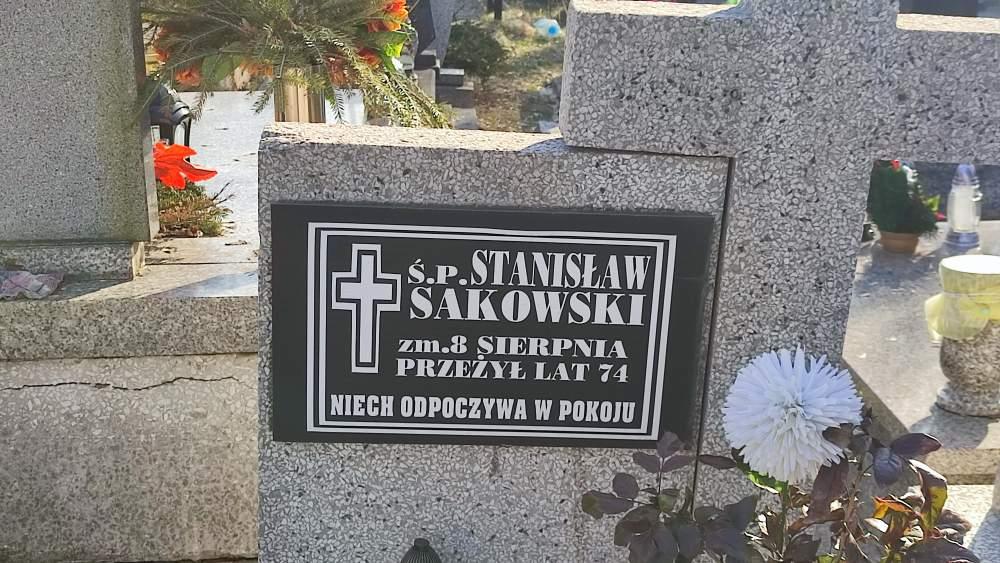 Ś.P. STANISŁAW
SAKOWSKI
zm. 8 SIERPNIA
PRZEŻYŁ LAT 74
NIECH ODPOCZYWA W POKOJU